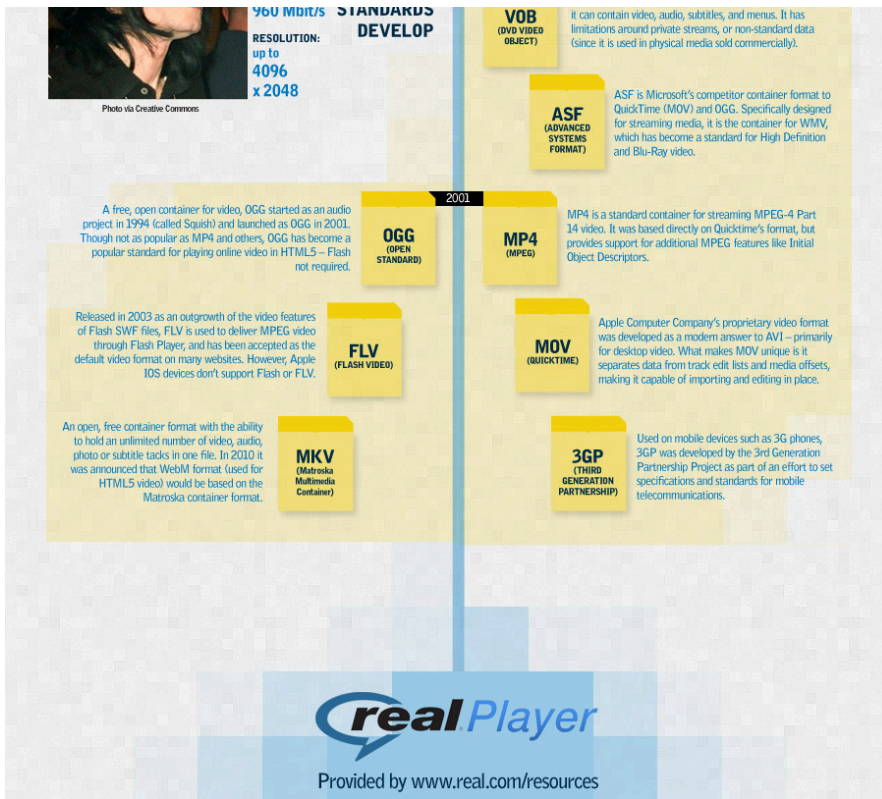 960 Mbit/s
RESOLUTION:
up to
4096
x 2048
STANDARDS
DEVELOP
Photo via Creative Commons
VOB
(DVD VIDEO
OBJECT)
it can contain video, audio, subtitles, and menus. It has
limitations around private streams, or non-standard data
(since it is used in physical media sold commercially).
ASF
(ADVANCED
SYSTEMS
FORMAT)
ASF is Microsoft's competitor container format to
QuickTime (MOV) and OGG. Specifically designed
for streaming media, it is the container for WMV,
which has become a standard for High Definition
and Blu-Ray video.
2001
A free, open container for video, OGG started as an audio
project in 1994 (called Squish) and launched as OGG in 2001.
Though not as popular as MP4 and others, OGG has become a
popular standard for playing online video in HTML5 – Flash
not required.
OGG
(OPEN
STANDARD)
MP4
(MPEG)
MP4 is a standard container for streaming MPEG-4 Part
14 video. It was based directly on Quicktime's format, but
provides support for additional MPEG features like Initial
Object Descriptors.
Released in 2003 as an outgrowth of the video features
of Flash SWF files, FLV is used to deliver MPEG video
through Flash Player, and has been accepted as the
default video format on many websites. However, Apple
IOS devices don't support Flash or FLV.
FLV
(FLASH VIDEO)
MOV
(QUICKTIME)
Apple Computer Company's proprietary video format
was developed as a modern answer to AVI – primarily
for desktop video. What makes MOV unique is it
separates data from track edit lists and media offsets,
making it capable of importing and editing in place.
An open, free container format with the ability
to hold an unlimited number of video, audio,
photo or subtitle tacks in one file. In 2010 it
was announced that WebM format (used for
HTML5 video) would be based on the
Matroska container format.
MKV
(Matroska
Multimedia
Container)
3GP
(THIRD
GENERATION
PARTNERSHIP)
Used on mobile devices such as 3G phones,
3GP was developed by the 3rd Generation
Partnership Project as part of an effort to set
specifications and standards for mobile
telecommunications.
real.Player
Provided by www.real.com/resources